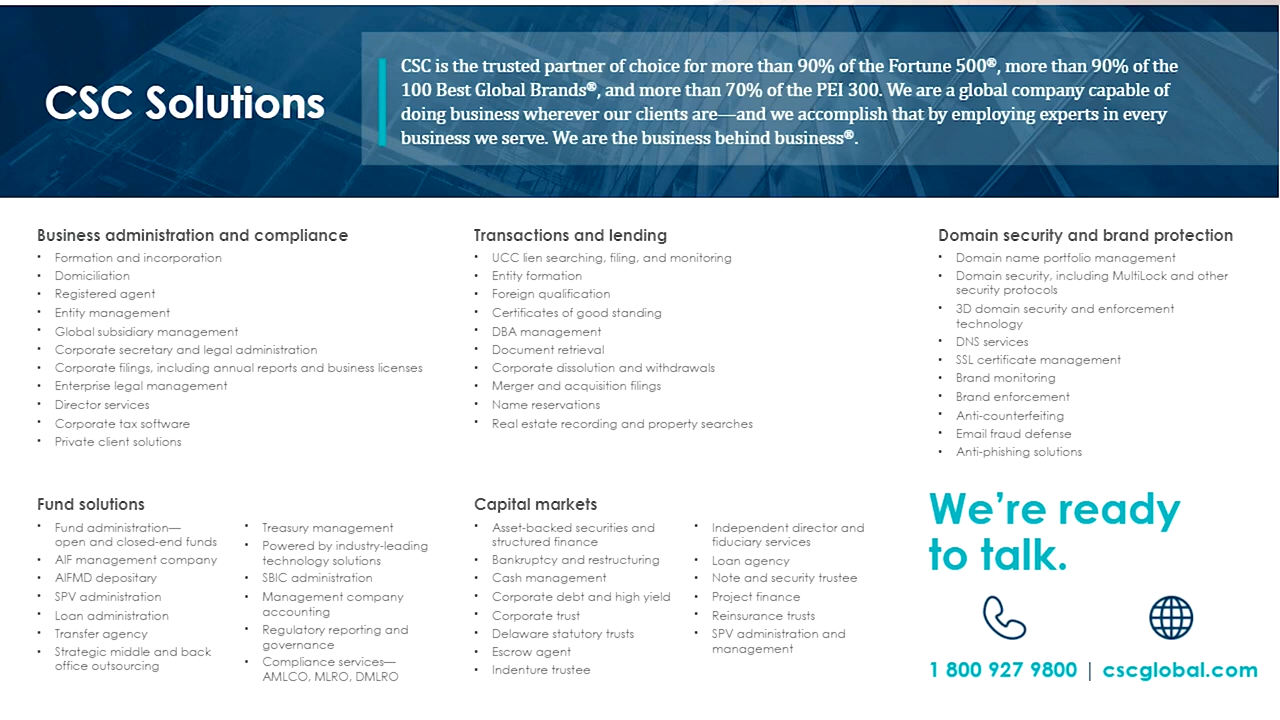 CSC Solutions
CSC is the trusted partner of choice for more than 90% of the Fortune 500®, more than 90% of the
100 Best Global Brands®, and more than 70% of the PEI 300. We are a global company capable of
doing business wherever our clients are—and we accomplish that by employing experts in every
business we serve. We are the business behind business®.
Business administration and compliance
• Formation and incorporation
• Domiciliation
• Registered agent
• Entity management
• Global subsidiary management
• Corporate secretary and legal administration
• Corporate filings, including annual reports and business licenses
• Enterprise legal management
• Director services
• Corporate tax software
• Private client solutions
Transactions and lending
• UCC lien searching, filing, and monitoring
• Entity formation
• Foreign qualification
• Certificates of good standing
• DBA management
• Document retrieval
• Corporate dissolution and withdrawals
• Merger and acquisition filings
• Name reservations
• Real estate recording and property searches
Domain security and brand protection
• Domain name portfolio management
• Domain security, including MultiLock and other
security protocols
• 3D domain security and enforcement
technology
• DNS services
• SSL certificate management
• Brand monitoring
• Brand enforcement
• Anti-counterfeiting
• Email fraud defense
• Anti-phishing solutions
Fund solutions
• Fund administration—
open and closed-end funds
• AIF management company
• AIFMD depositary
• SPV administration
• Loan administration
• Transfer agency
• Strategic middle and back
office outsourcing
• Treasury management
• Powered by industry-leading
technology solutions
• SBIC administration
• Management company
accounting
• Regulatory reporting and
governance
• Compliance services—
AMLCO, MLRO, DMLRO
Capital markets
• Asset-backed securities and
structured finance
• Bankruptcy and restructuring
• Cash management
• Corporate debt and high yield
• Corporate trust
• Delaware statutory trusts
• Escrow agent
• Indenture trustee
• Independent director and
fiduciary services
• Loan agency
• Note and security trustee
• Project finance
• Reinsurance trusts
• SPV administration and
management
We're ready
to talk.
1 800 927 9800 | cscglobal.com